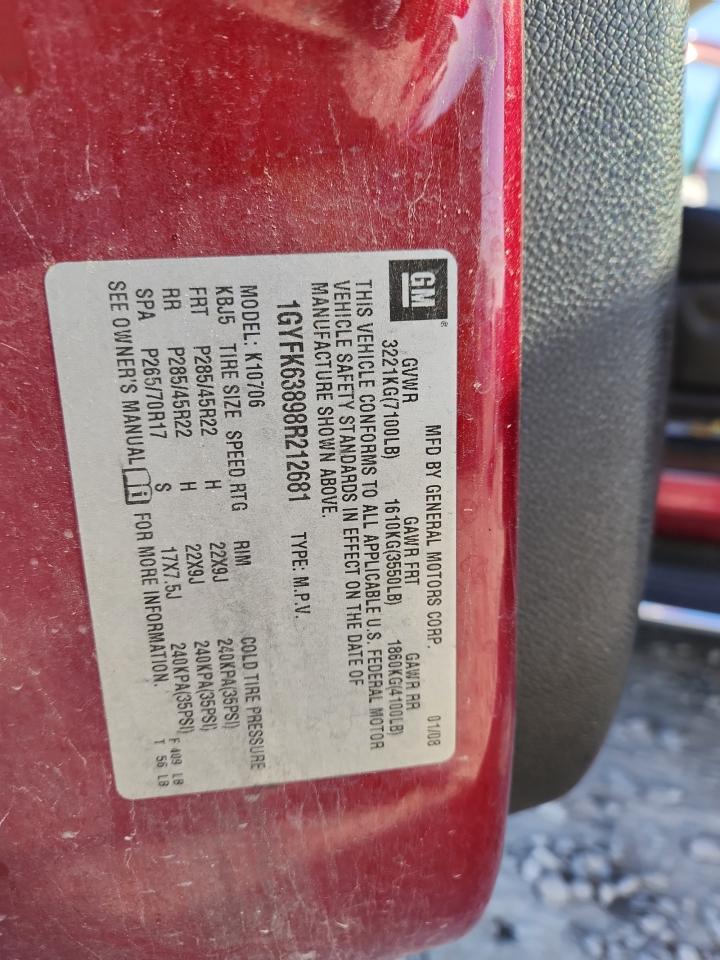 GM®
MFD BY GENERAL MOTORS CORP. 01/08
GVWR GAWR FRT GAWR RR
3221KG(7100LB) 1610KG(3550LB) 1860KG(4100LB)
THIS VEHICLE CONFORMS TO ALL APPLICABLE U.S. FEDERAL MOTOR
VEHICLE SAFETY STANDARDS IN EFFECT ON THE DATE OF
MANUFACTURE SHOWN ABOVE.
1GYFK63898R212681 TYPE: M.P.V.
MODEL: K10706
KBJ5 TIRE SIZE SPEED RTG RIM COLD TIRE PRESSURE
FRT P285/45R22 H 22X9J 240KPA(35PSI)
RR P285/45R22 H 22X9J 240KPA(35PSI)
SPA P265/70R17 S 17X7.5J 240KPA(35PSI)
SEE OWNER'S MANUAL FOR MORE INFORMATION.
F 409 LB
T 56 LB